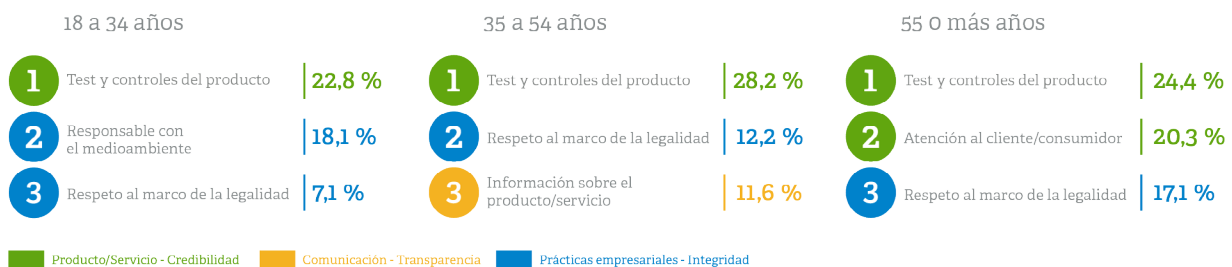 18 a 34 años
1 Test y controles del producto 22,8 %
2 Responsable con
el medioambiente 18,1 %
3 Respeto al marco de la legalidad 7,1 %
35 a 54 años
1 Test y controles del producto 28,2 %
2 Respeto al marco de la legalidad 12,2 %
3 Información sobre el
producto/servicio 11,6 %
55 o más años
1 Test y controles del producto 24,4 %
2 Atención al cliente/consumidor 20,3 %
3 Respeto al marco de la legalidad 17,1 %
Producto/Servicio - Credibilidad Comunicación - Transparencia Prácticas empresariales - Integridad